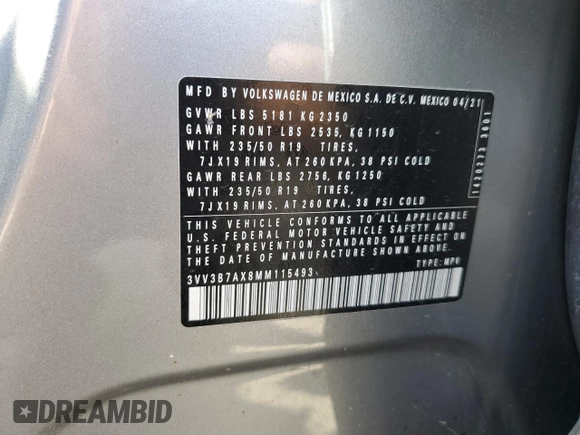 MFD BY VOLKSWAGEN DE MEXICO S.A. DE C.V. MEXICO 04/21
GVWR LBS 5181 KG 2350
GAWR FRONT LBS 2535, KG 1150
WITH 235/50 R19 TIRES,
7JX19 RIMS, AT 260 KPA, 38 PSI COLD
GAWR REAR LBS 2756, KG 1250
WITH 235/50 R19 TIRES,
7JX19 RIMS, AT 260 KPA, 38 PSI COLD
THIS VEHICLE CONFORMS TO ALL APPLICABLE
U.S. FEDERAL MOTOR VEHICLE SAFETY AND
THEFT PREVENTION STANDARDS IN EFFECT ON
THE DATE OF MANUFACTURE SHOWN ABOVE.
3VV3B7AX8MM115493 TYPE: MPV
1420273 3601
DREAMBID